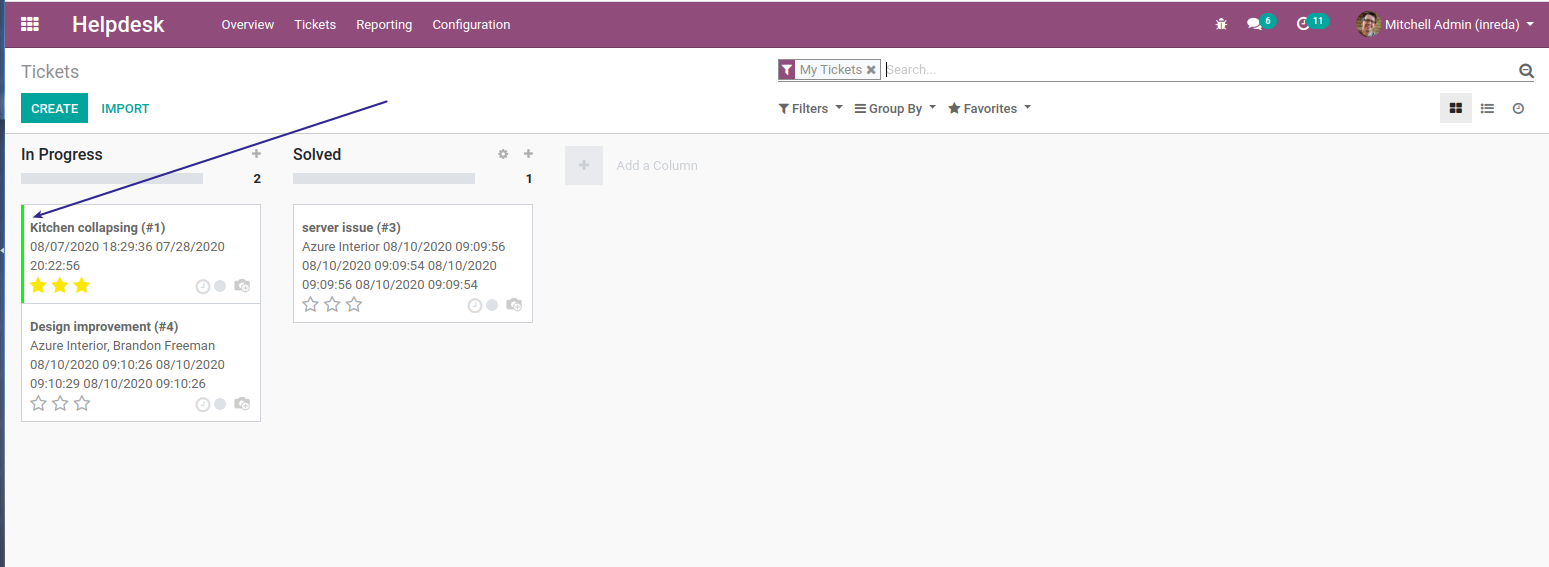 Helpdesk Overview Tickets Reporting Configuration 6 11 Mitchell Admin (inreda)
Tickets
My Tickets Search...
CREATE IMPORT
Filters Group By Favorites
In Progress
2
Kitchen collapsing (#1)
08/07/2020 18:29:36 07/28/2020
20:22:56
Design improvement (#4)
Azure Interior, Brandon Freeman
08/10/2020 09:10:26 08/10/2020
09:10:29 08/10/2020 09:10:26
Solved
1
server issue (#3)
Azure Interior 08/10/2020 09:09:56
08/10/2020 09:09:54 08/10/2020
09:09:56 08/10/2020 09:09:54
Add a Column